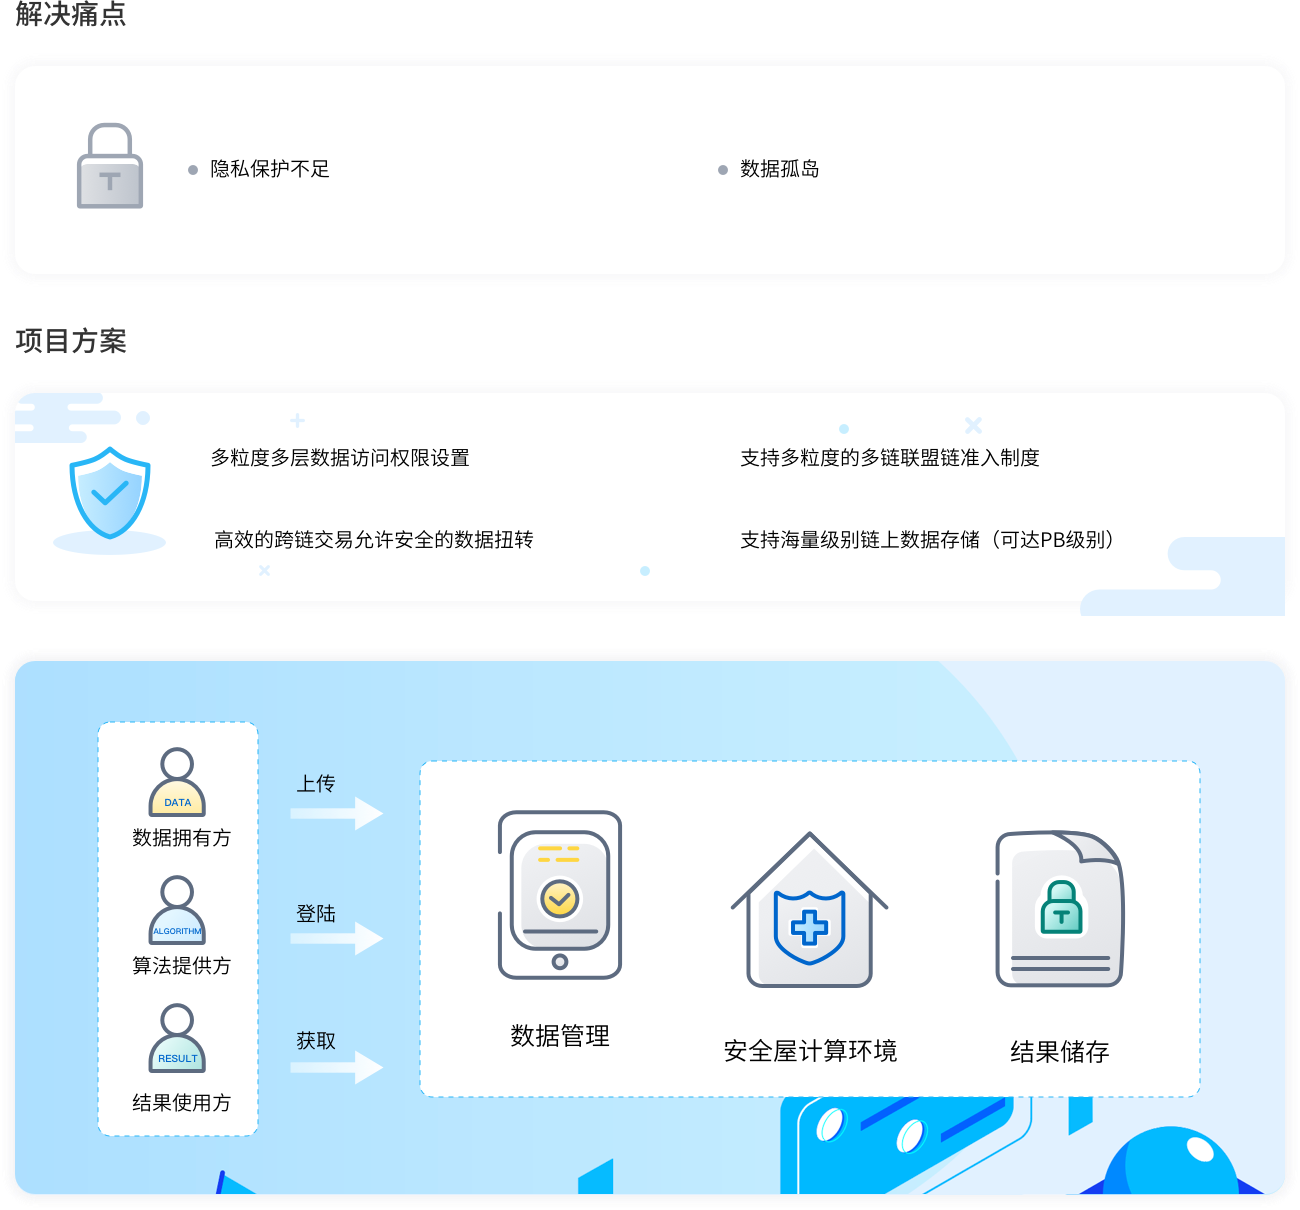 解决痛点
隐私保护不足
数据孤岛
项目方案
多粒度多层数据访问权限设置
支持多粒度的多链联盟链准入制度
高效的跨链交易允许安全的数据扭转
支持海量级别链上数据存储（可达PB级别）
DATA
数据拥有方
上传
ALGORITHM
算法提供方
登陆
RESULT
结果使用方
获取
数据管理
安全屋计算环境
结果储存